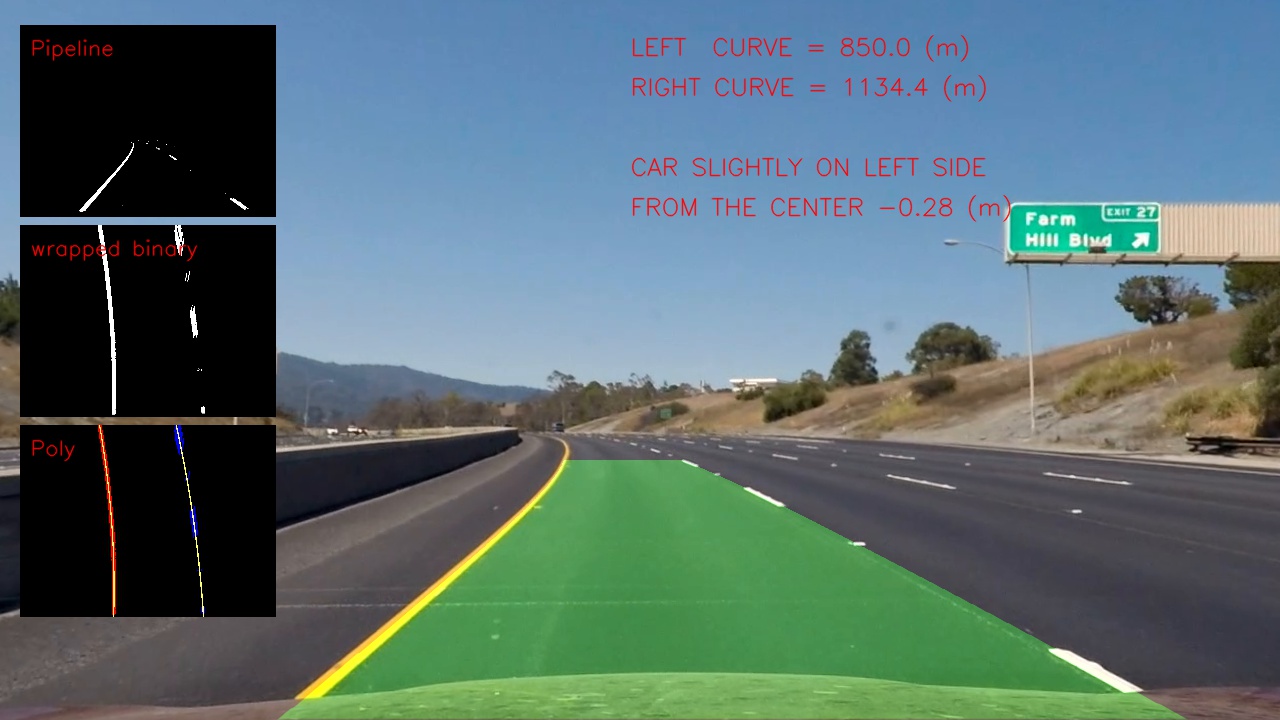 Pipeline
LEFT CURVE = 850.0 (m)
RIGHT CURVE = 1134.4 (m)
CAR SLIGHTLY ON LEFT SIDE
FROM THE CENTER -0.28 (m)
EXIT 27
Farm
Hill Blvd
wrapped binary
Poly